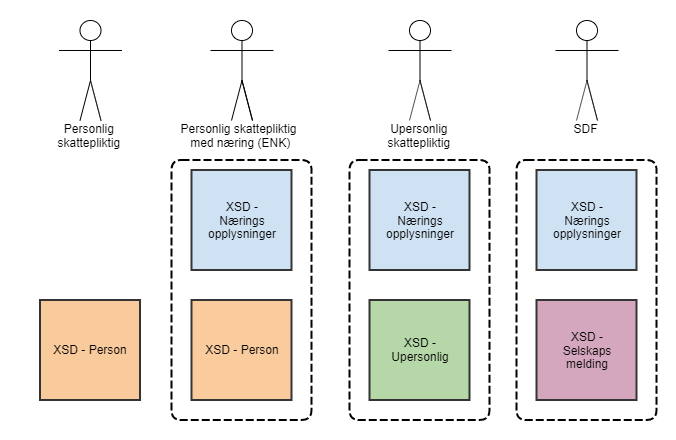 Personlig
skattepliktig
Personlig skattepliktig
med næring (ENK)
Upersonlig
skattepliktig
SDF
XSD -
Nærings
opplysninger
XSD -
Nærings
opplysninger
XSD -
Nærings
opplysninger
XSD - Person
XSD - Person
XSD -
Upersonlig
XSD -
Selskaps
melding